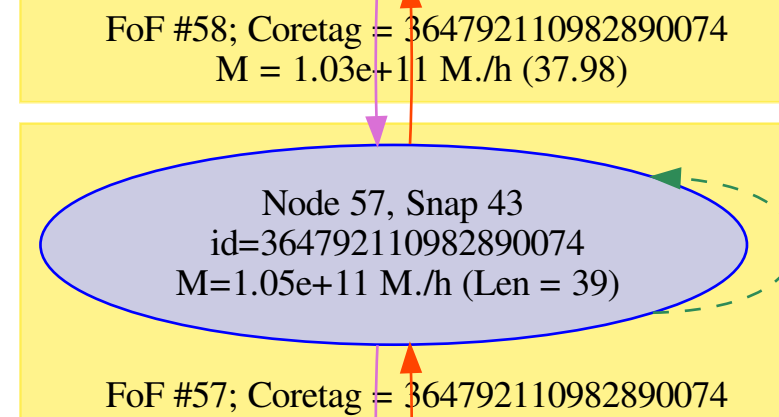 FoF #58; Coretag = 364792110982890074
M = 1.03e+11 M./h (37.98)
Node 57, Snap 43
id=364792110982890074
M=1.05e+11 M./h (Len = 39)
FoF #57; Coretag = 364792110982890074